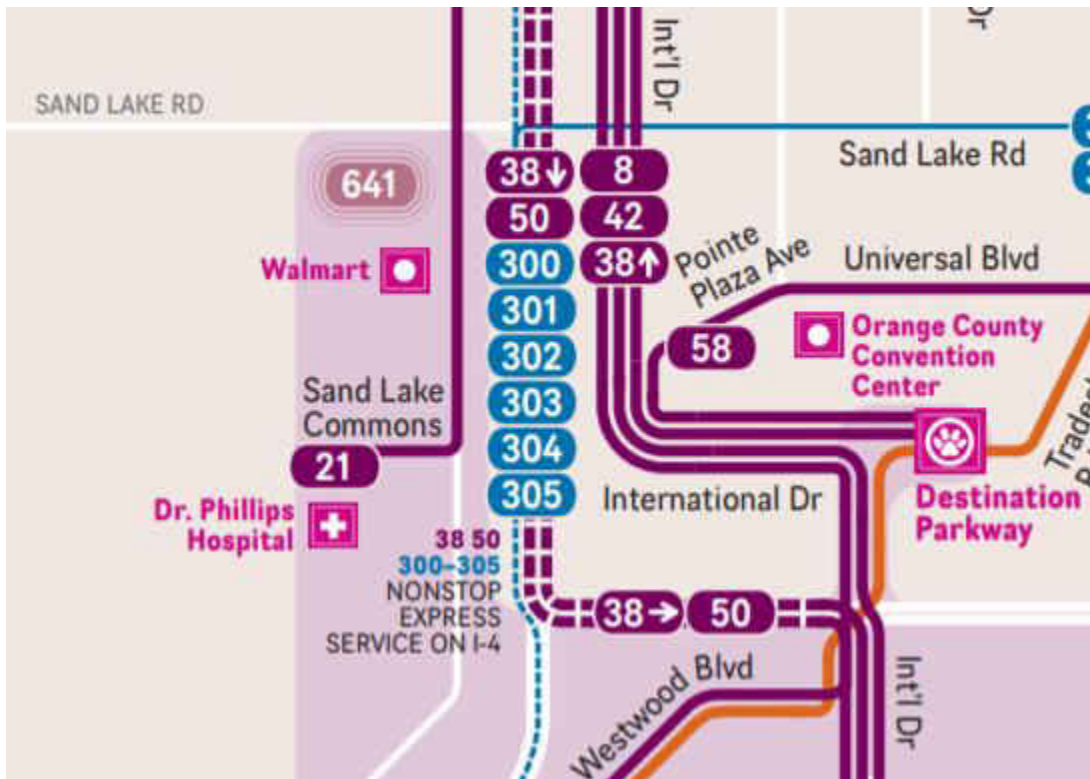 Int'l Dr
Dr
SAND LAKE RD
Sand Lake Rd
641
38↓
8
50
42
300
38↑
Pointe
Plaza Ave
Universal Blvd
Walmart
301
302
58
Orange County
Convention
Center
303
Sand Lake
Commons
304
21
305
International Dr
Destination
Parkway
Dr. Phillips
Hospital
38 50
300–305
NONSTOP
EXPRESS
SERVICE ON I-4
38→
50
Westwood Blvd
Int'l Dr